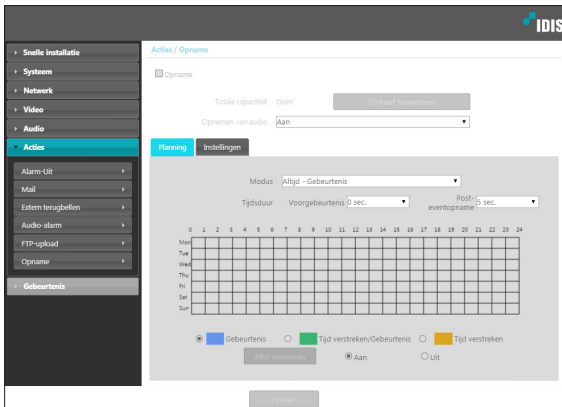 IDIS
Snelle installatie
Systeem
Netwerk
Video
Audio
Acties
Alarm-Uit
Mail
Extern terugbellen
Audio-alarm
FTP-upload
Opname
Gebeurtenis
Acties / Opname
Opname
Totale capaciteit Geen SD-kaart formatteren
Opnemen van audio Aan
Planning Instellingen
Modus Altijd - Gebeurtenis
Tijdsduur Voorgebeurtenis 0 sec. Post-eventopname 5 sec.
0 1 2 3 4 5 6 7 8 9 10 11 12 13 14 15 16 17 18 19 20 21 22 23 24
Mon
Tue
Wed
Thu
Fri
Sat
Sun
Gebeurtenis Tijd verstreken/Gebeurtenis Tijd verstreken
Alles selecteren Aan Uit
Opslaan